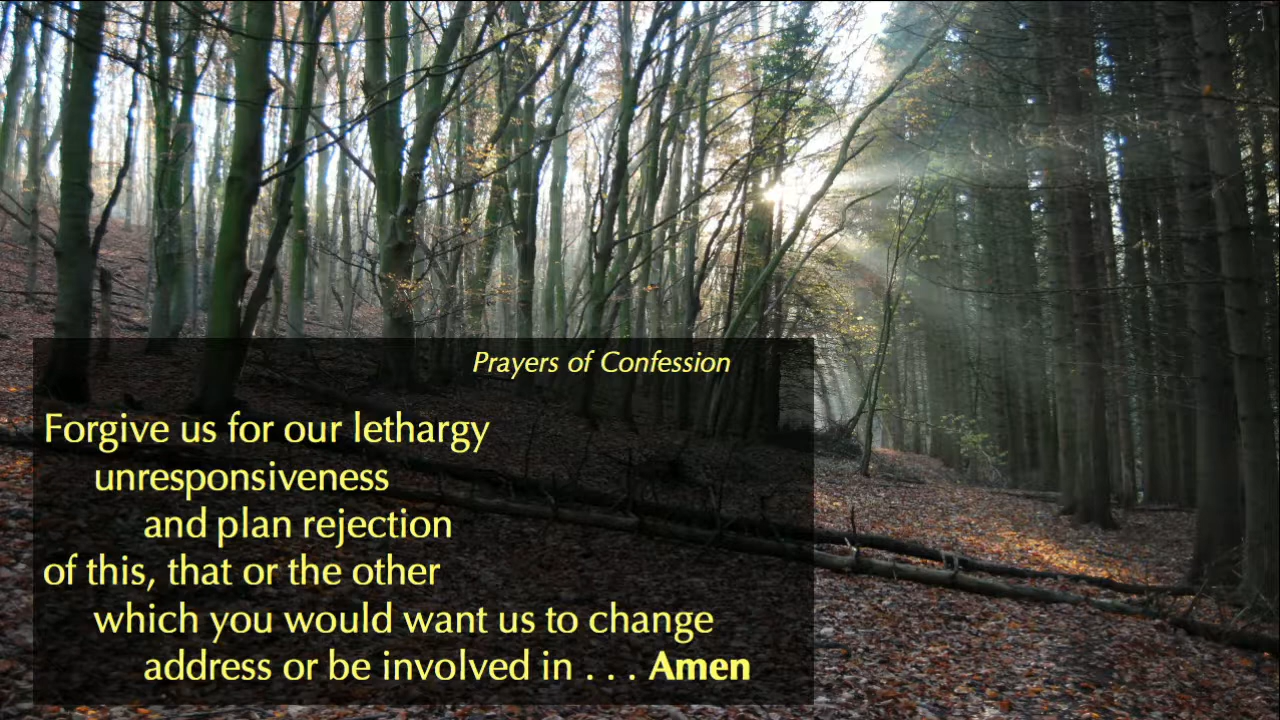 Prayers of Confession
Forgive us for our lethargy
unresponsiveness
and plan rejection
of this, that or the other
which you would want us to change
address or be involved in . . . Amen